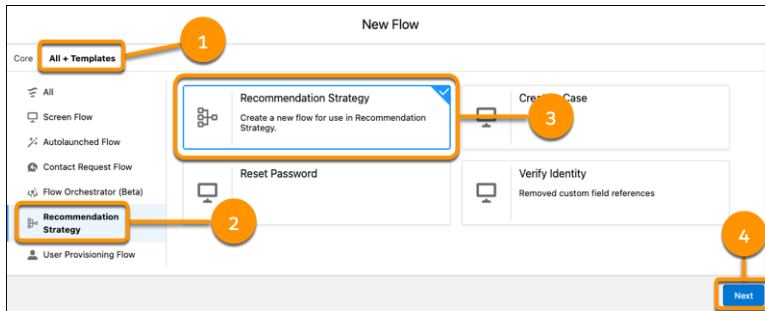 New Flow
1
Core All + Templates
All
Screen Flow
Autolaunched Flow
Contact Request Flow
Flow Orchestrator (Beta)
Recommendation
Strategy
2
User Provisioning Flow
Recommendation Strategy
Create a new flow for use in Recommendation
Strategy.
3
Case
Reset Password
Verify Identity
Removed custom field references
4
Next